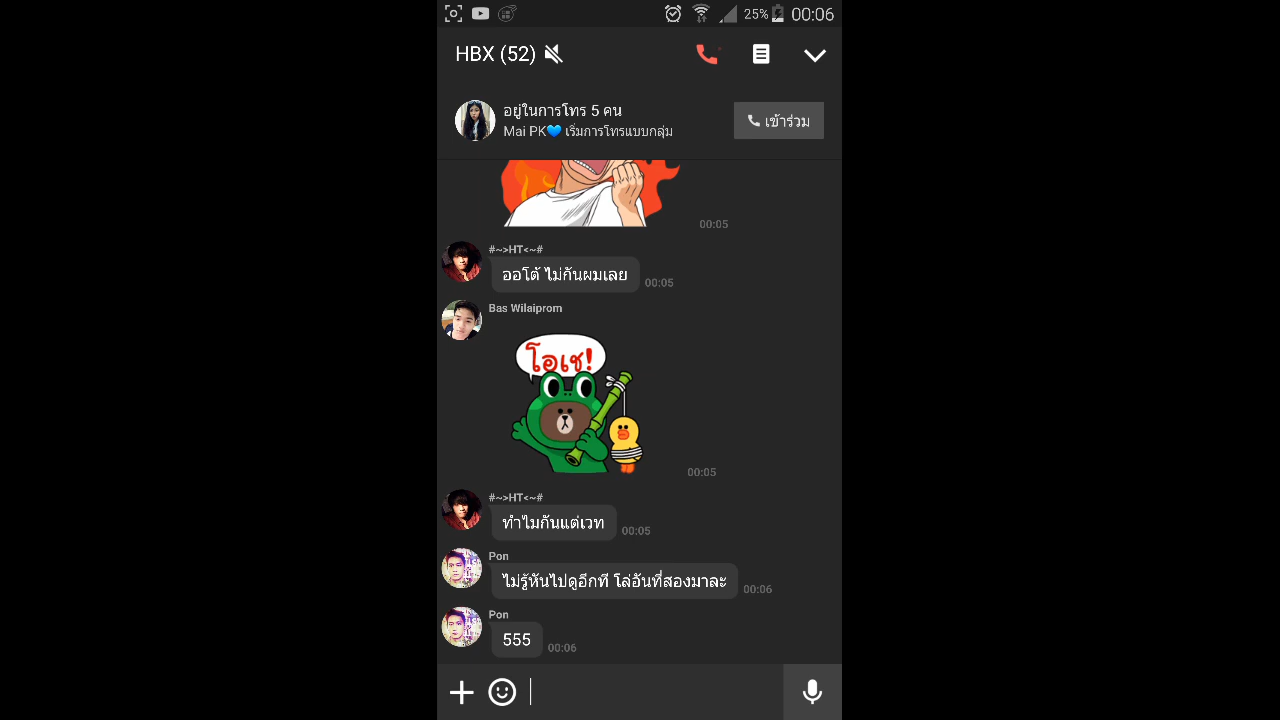 25% 00:06
HBX (52)
อยู่ในการโทร 5 คน
Mai PK💙 เริ่มการโทรแบบกลุ่ม
เข้าร่วม
00:05
#~>HT<~#
ออโต้ ไม่กันผมเลย
00:05
Bas Wilaiprom
โอเช!
00:05
#~>HT<~#
ทำไมกันแต่เวท
00:05
Pon
ไม่รู้หันไปดูอีกที โล่อันที่สองมาละ
00:06
Pon
555
00:06